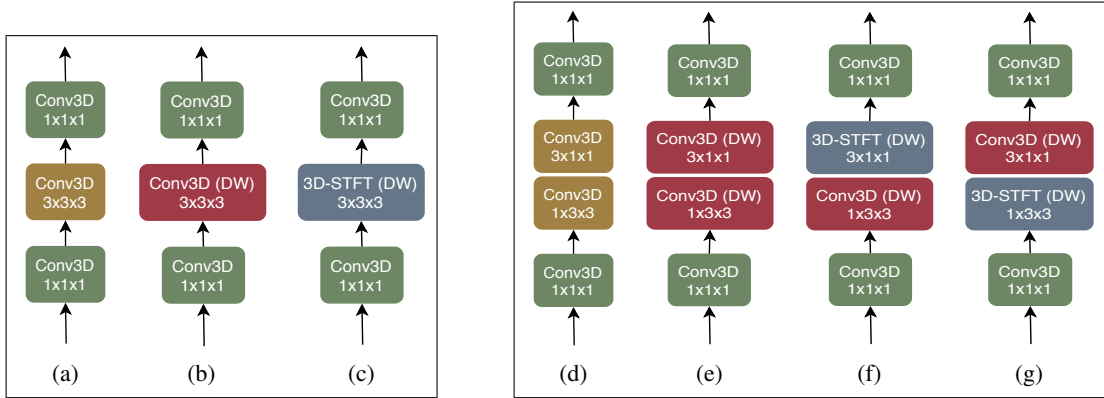 Conv3D
1x1x1
Conv3D
3x3x3
Conv3D
1x1x1
(a)
Conv3D
1x1x1
Conv3D (DW)
3x3x3
Conv3D
1x1x1
(b)
Conv3D
1x1x1
3D-STFT (DW)
3x3x3
Conv3D
1x1x1
(c)
Conv3D
1x1x1
Conv3D
3x1x1
Conv3D
1x3x3
Conv3D
1x1x1
(d)
Conv3D
1x1x1
Conv3D (DW)
3x1x1
Conv3D (DW)
1x3x3
Conv3D
1x1x1
(e)
Conv3D
1x1x1
3D-STFT (DW)
3x1x1
Conv3D (DW)
1x3x3
Conv3D
1x1x1
(f)
Conv3D
1x1x1
Conv3D (DW)
3x1x1
3D-STFT (DW)
1x3x3
Conv3D
1x1x1
(g)